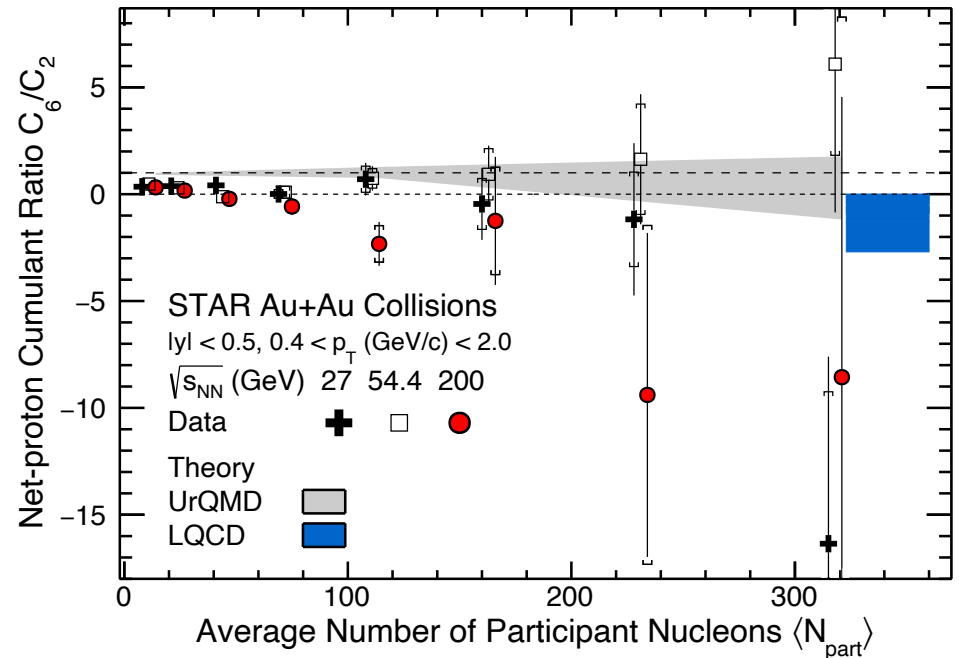 Net-proton Cumulant Ratio C6/C2
5
0
−5
−10
−15
STAR Au+Au Collisions
|y| < 0.5, 0.4 < pT (GeV/c) < 2.0
√sNN (GeV) 27 54.4 200
Data
Theory
UrQMD
LQCD
0 100 200 300
Average Number of Participant Nucleons ⟨Npart⟩